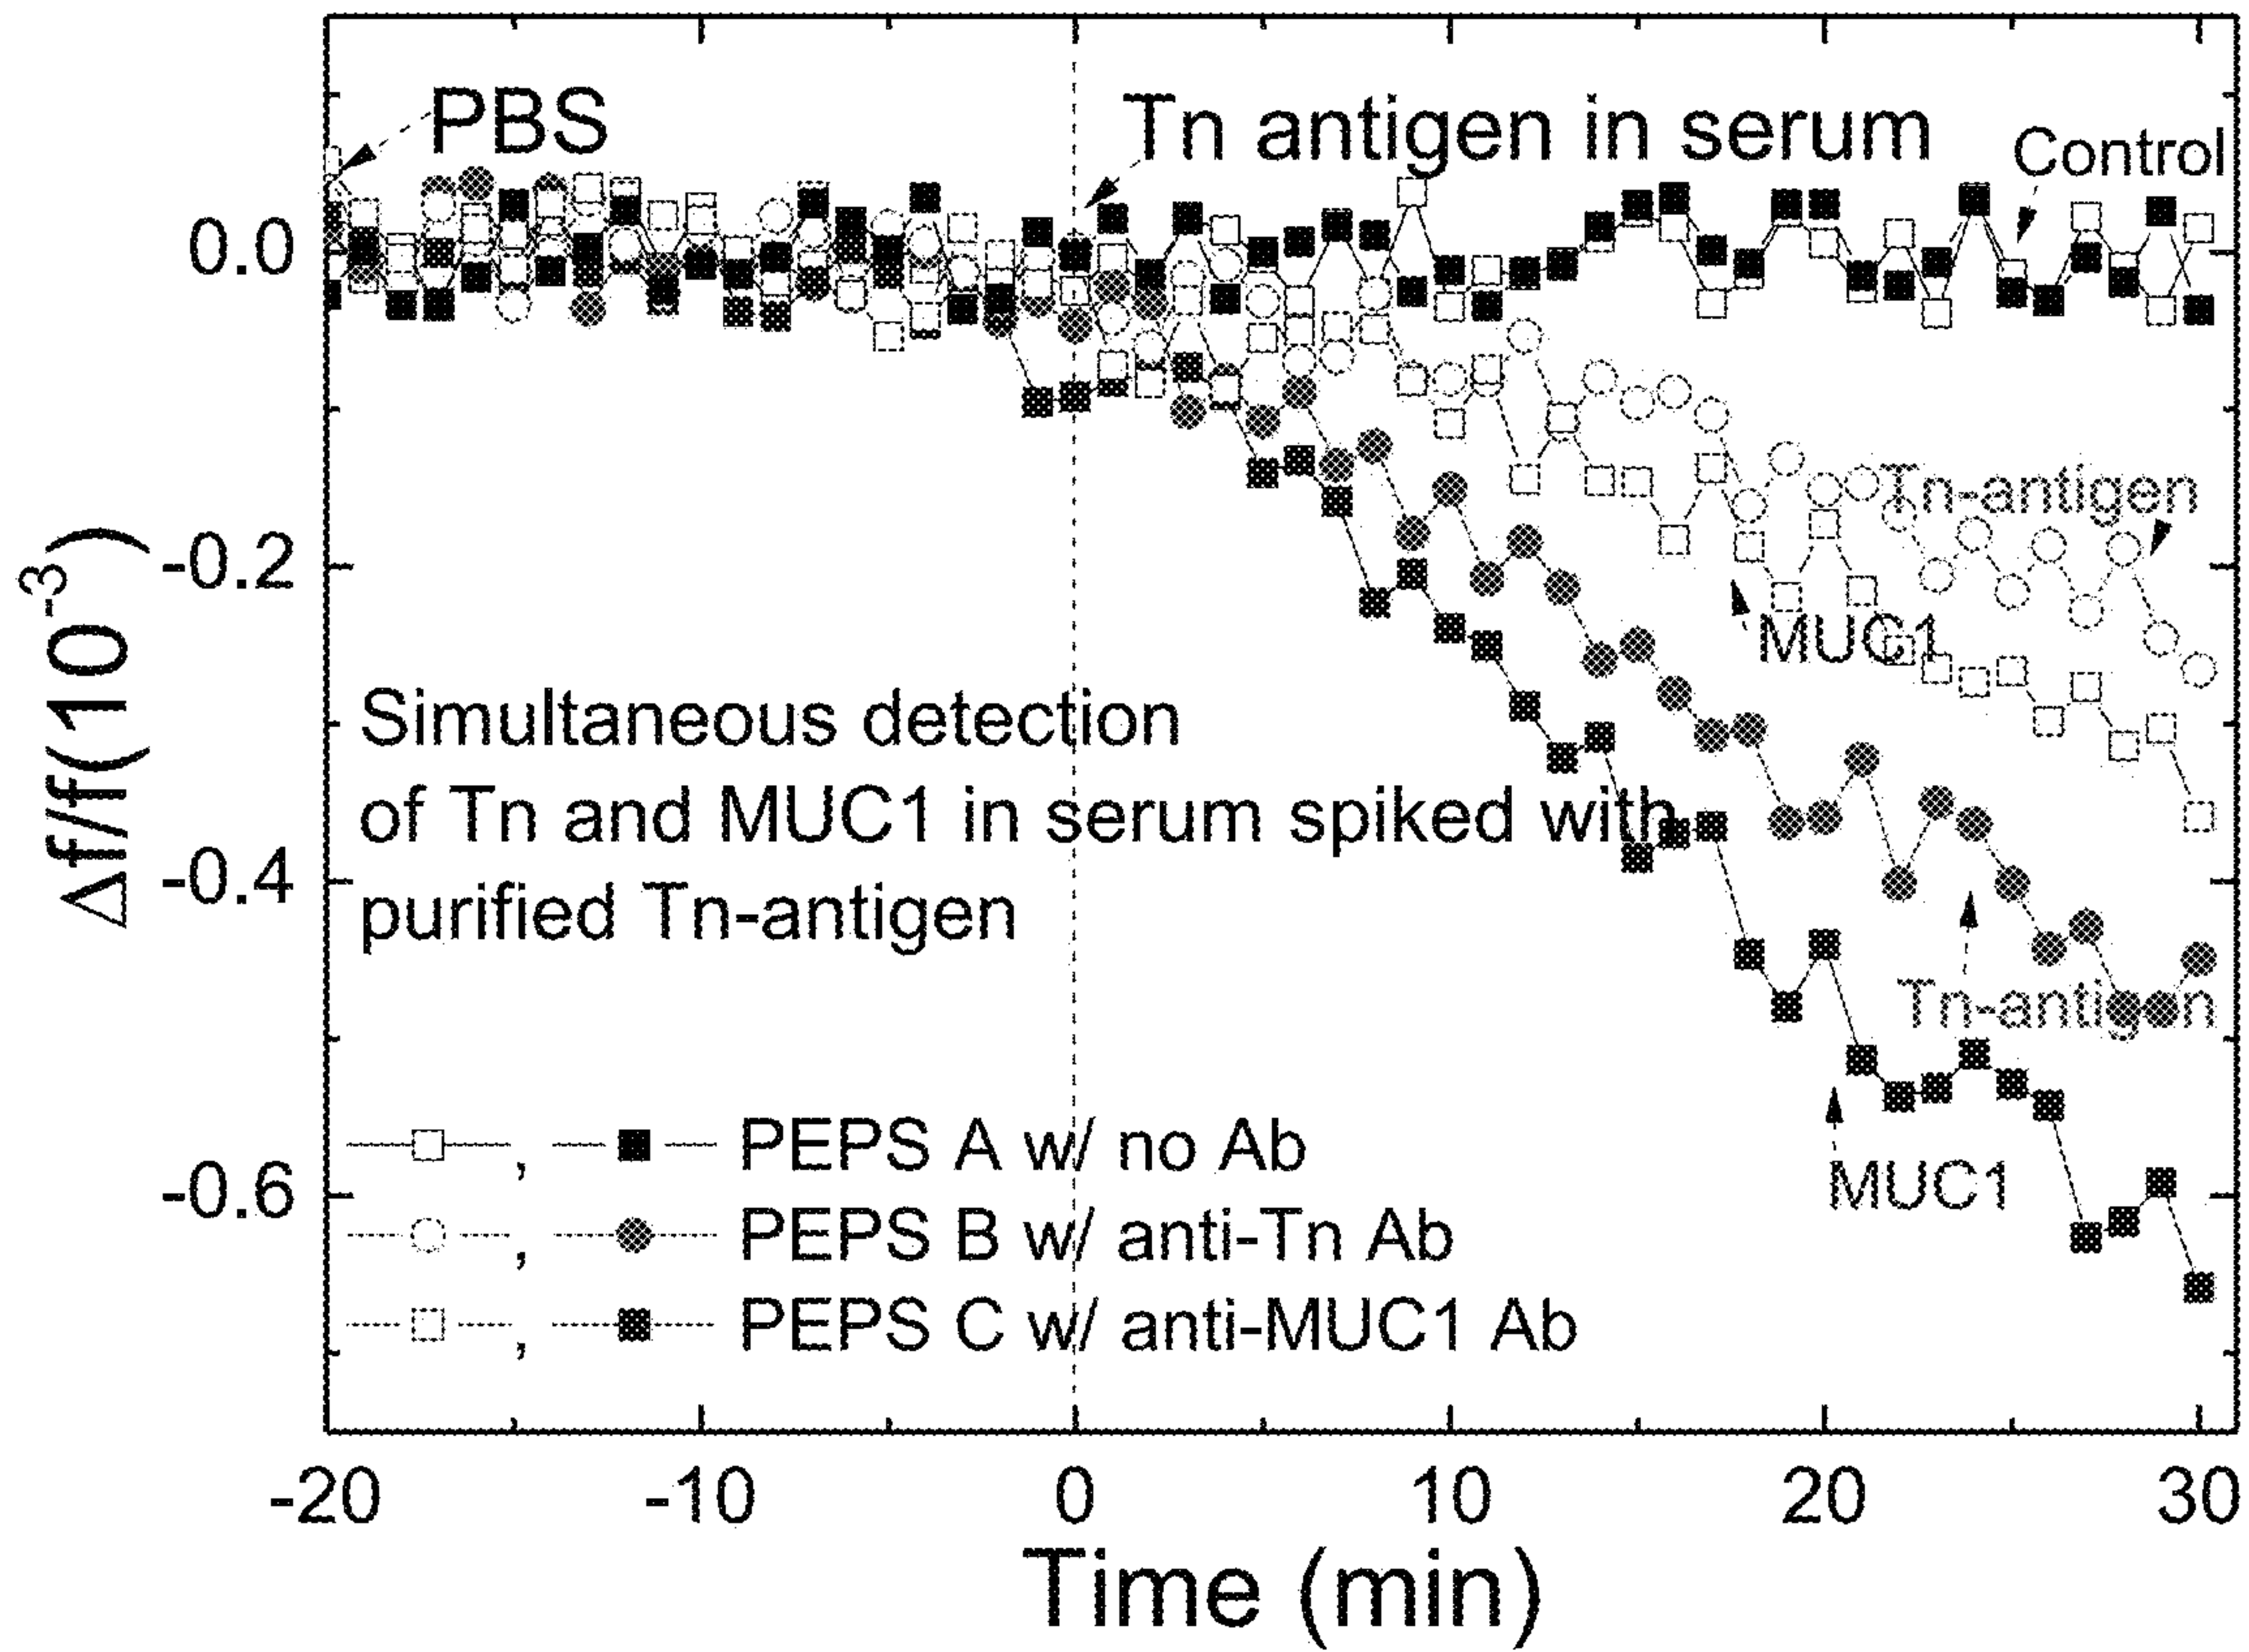 PBS
Tn antigen in serum
Control
0.0
-0.2
-0.4
-0.6
Δf/f(10⁻³)
Tn-antigen
MUC1
Simultaneous detection
of Tn and MUC1 in serum spiked with
purified Tn-antigen
Tn-antigen
MUC1
, PEPS A w/ no Ab
, PEPS B w/ anti-Tn Ab
, PEPS C w/ anti-MUC1 Ab
-20 -10 0 10 20 30
Time (min)